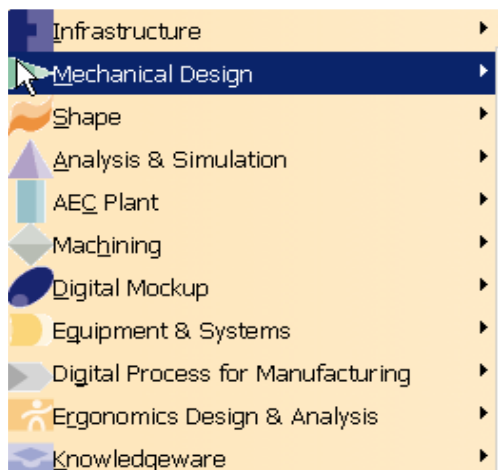 Infrastructure
Mechanical Design
Shape
Analysis & Simulation
AEC Plant
Machining
Digital Mockup
Equipment & Systems
Digital Process for Manufacturing
Ergonomics Design & Analysis
Knowledgeware